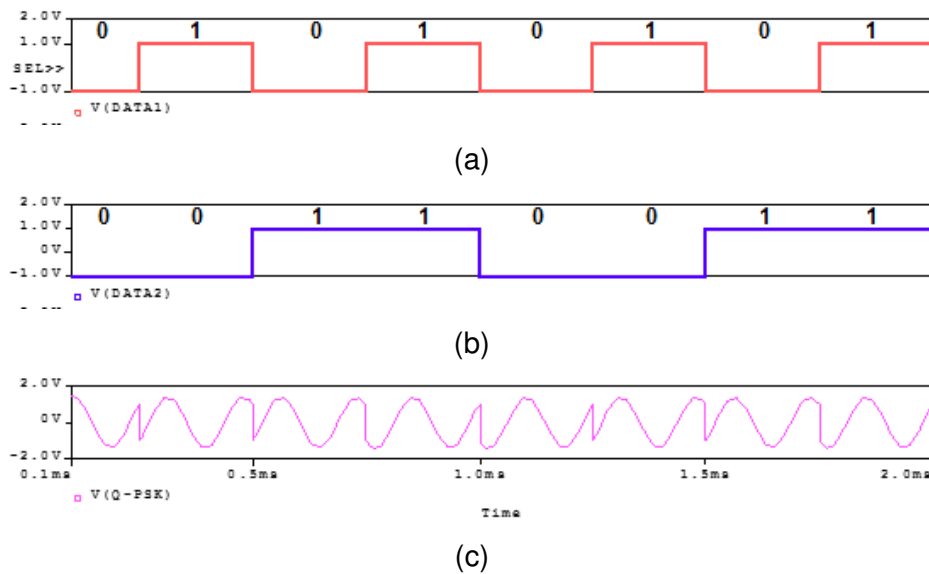 2.0V
0 1 0 1 0 1 0 1
1.0V
SEL>>
-1.0V
V(DATA1)
(a)
2.0V
0 0 1 1 0 0 1 1
1.0V
0V
-1.0V
V(DATA2)
(b)
2.0V
0V
-2.0V
0.1ms 0.5ms 1.0ms 1.5ms 2.0ms
V(Q-PSK)
Time
(c)